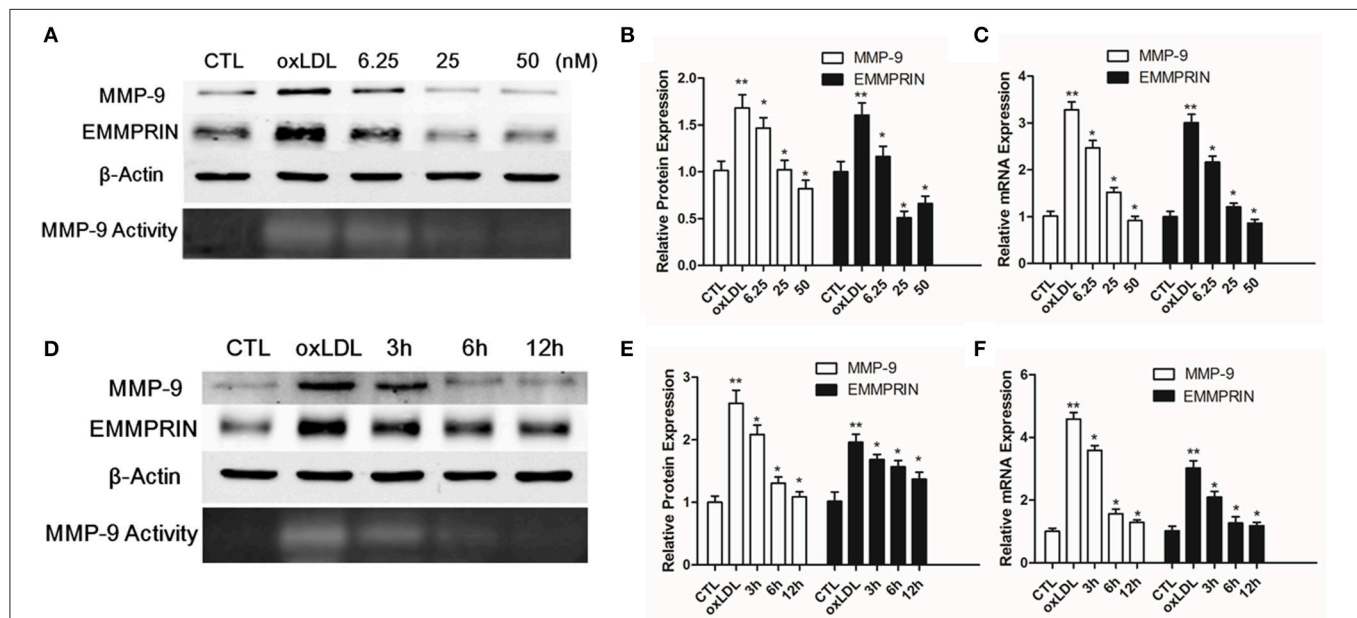 A
CTL oxLDL 6.25 25 50 (nM)
MMP-9
EMMPRIN
β-Actin
MMP-9 Activity
B
MMP-9
EMMPRIN
Relative Protein Expression
2.0
1.5
1.0
0.5
0.0
** * * * ** * * *
CTL oxLDL 6.25 25 50 CTL oxLDL 6.25 25 50
C
MMP-9
EMMPRIN
Relative mRNA Expression
4
3
2
1
0
** * * * ** * * *
CTL oxLDL 6.25 25 50 CTL oxLDL 6.25 25 50
D
CTL oxLDL 3h 6h 12h
MMP-9
EMMPRIN
β-Actin
MMP-9 Activity
E
MMP-9
EMMPRIN
Relative Protein Expression
3
2
1
0
** * * * ** * * *
CTL oxLDL 3h 6h 12h CTL oxLDL 3h 6h 12h
F
MMP-9
EMMPRIN
Relative mRNA Expression
6
4
2
0
** * * * ** * * *
CTL oxLDL 3h 6h 12h CTL oxLDL 3h 6h 12h